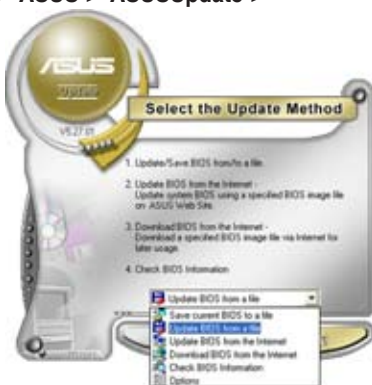 ASUS > ASUSUpdate >
ASUS
Update
V5.27.01
Select the Update Method
1. Update/Save BIOS from/to a file
2. Update BIOS from the Internet -
Update system BIOS using a specified BIOS image file
on ASUS Web Site.
3. Download BIOS from the Internet -
Download a specified BIOS image file via Internet for
later usage.
4. Check BIOS Information
Update BIOS from a file
Save current BIOS to a file
Update BIOS from a file
Update BIOS from the Internet
Download BIOS from the Internet
Check BIOS Information
Options